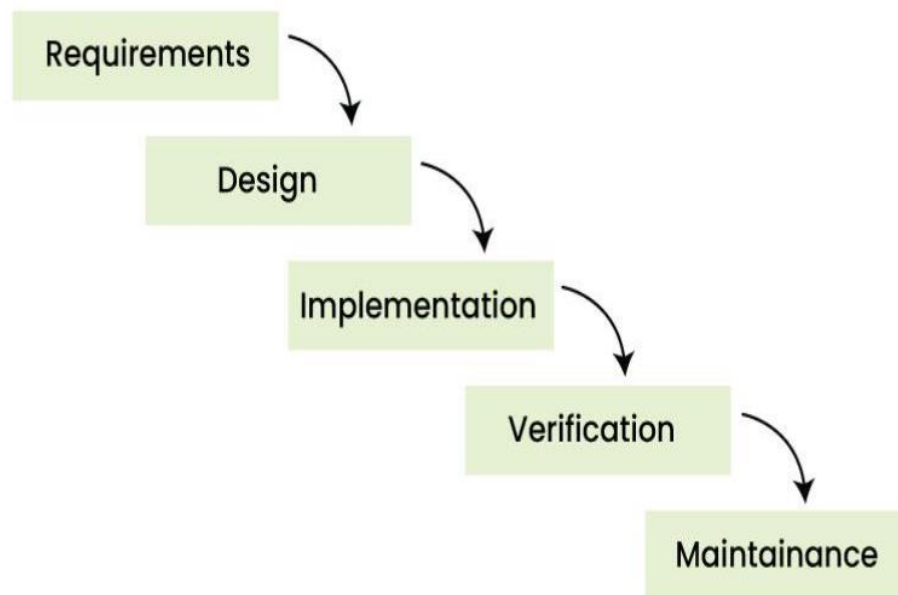 Requirements
Design
Implementation
Verification
Maintainance